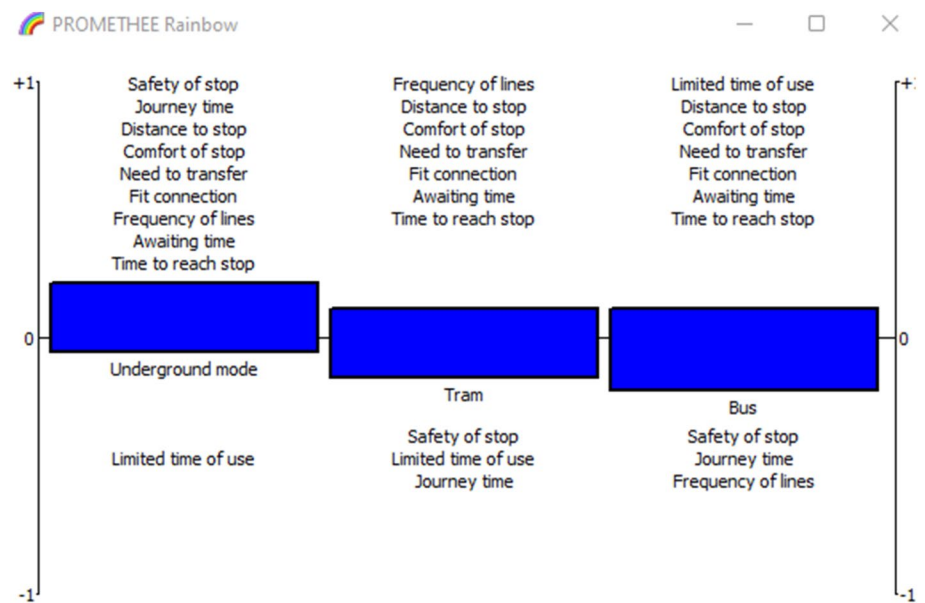 PROMETHEE Rainbow
+1
Safety of stop
Journey time
Distance to stop
Comfort of stop
Need to transfer
Fit connection
Frequency of lines
Awaiting time
Time to reach stop
Frequency of lines
Distance to stop
Comfort of stop
Need to transfer
Fit connection
Awaiting time
Time to reach stop
Limited time of use
Distance to stop
Comfort of stop
Need to transfer
Fit connection
Awaiting time
Time to reach stop
+1
0
0
Underground mode
Limited time of use
Tram
Safety of stop
Limited time of use
Journey time
Bus
Safety of stop
Journey time
Frequency of lines
-1
-1